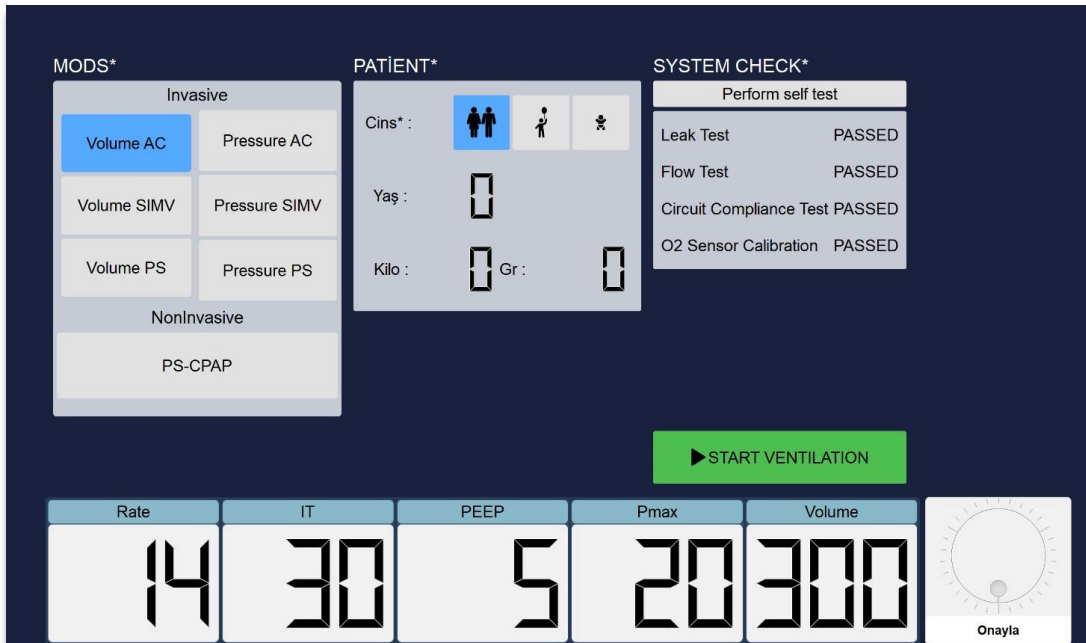 MODS*
Invasive
Volume AC
Pressure AC
Volume SIMV
Pressure SIMV
Volume PS
Pressure PS
NonInvasive
PS-CPAP
PATİENT*
Cins* :
Yaş :
0
Kilo :
0
Gr :
0
SYSTEM CHECK*
Perform self test
Leak Test PASSED
Flow Test PASSED
Circuit Compliance Test PASSED
O2 Sensor Calibration PASSED
START VENTILATION
Rate
IT
PEEP
Pmax
Volume
14
30
5
20
300
Onayla